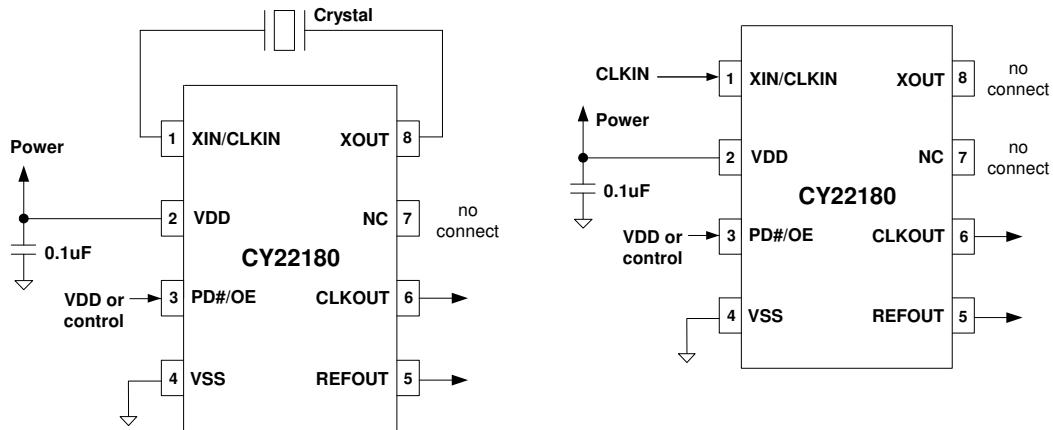 Crystal
1 XIN/CLKIN XOUT 8
Power
2 VDD NC 7
no
connect
0.1uF
CY22180
VDD or
control
3 PD#/OE CLKOUT 6
4 VSS REFOUT 5
CLKIN
1 XIN/CLKIN XOUT 8
no
connect
Power
2 VDD NC 7
no
connect
0.1uF
CY22180
VDD or
control
3 PD#/OE CLKOUT 6
4 VSS REFOUT 5